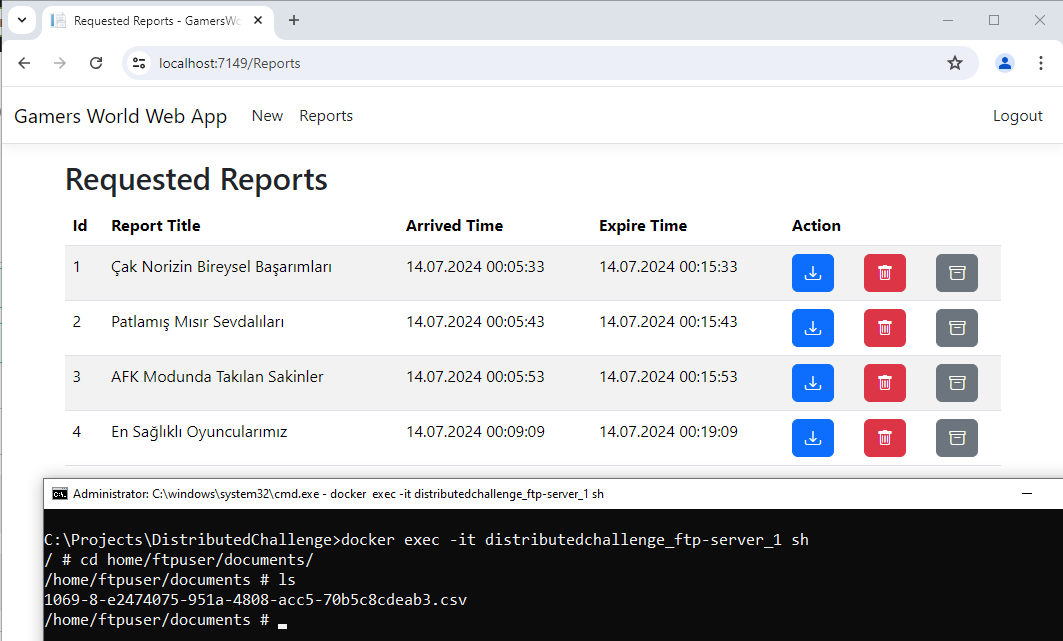 Requested Reports - GamersWo
localhost:7149/Reports
Gamers World Web App New Reports Logout
Requested Reports
Id Report Title Arrived Time Expire Time Action
1 Çak Norizin Bireysel Başarımları 14.07.2024 00:05:33 14.07.2024 00:15:33
2 Patlamış Mısır Sevdalıları 14.07.2024 00:05:43 14.07.2024 00:15:43
3 AFK Modunda Takılan Sakinler 14.07.2024 00:05:53 14.07.2024 00:15:53
4 En Sağlıklı Oyuncularımız 14.07.2024 00:09:09 14.07.2024 00:19:09
Administrator: C:\windows\system32\cmd.exe - docker exec -it distributedchallenge_ftp-server_1 sh
C:\Projects\DistributedChallenge>docker exec -it distributedchallenge_ftp-server_1 sh
/ # cd home/ftpuser/documents/
/home/ftpuser/documents # ls
1069-8-e2474075-951a-4808-acc5-70b5c8cdeab3.csv
/home/ftpuser/documents #